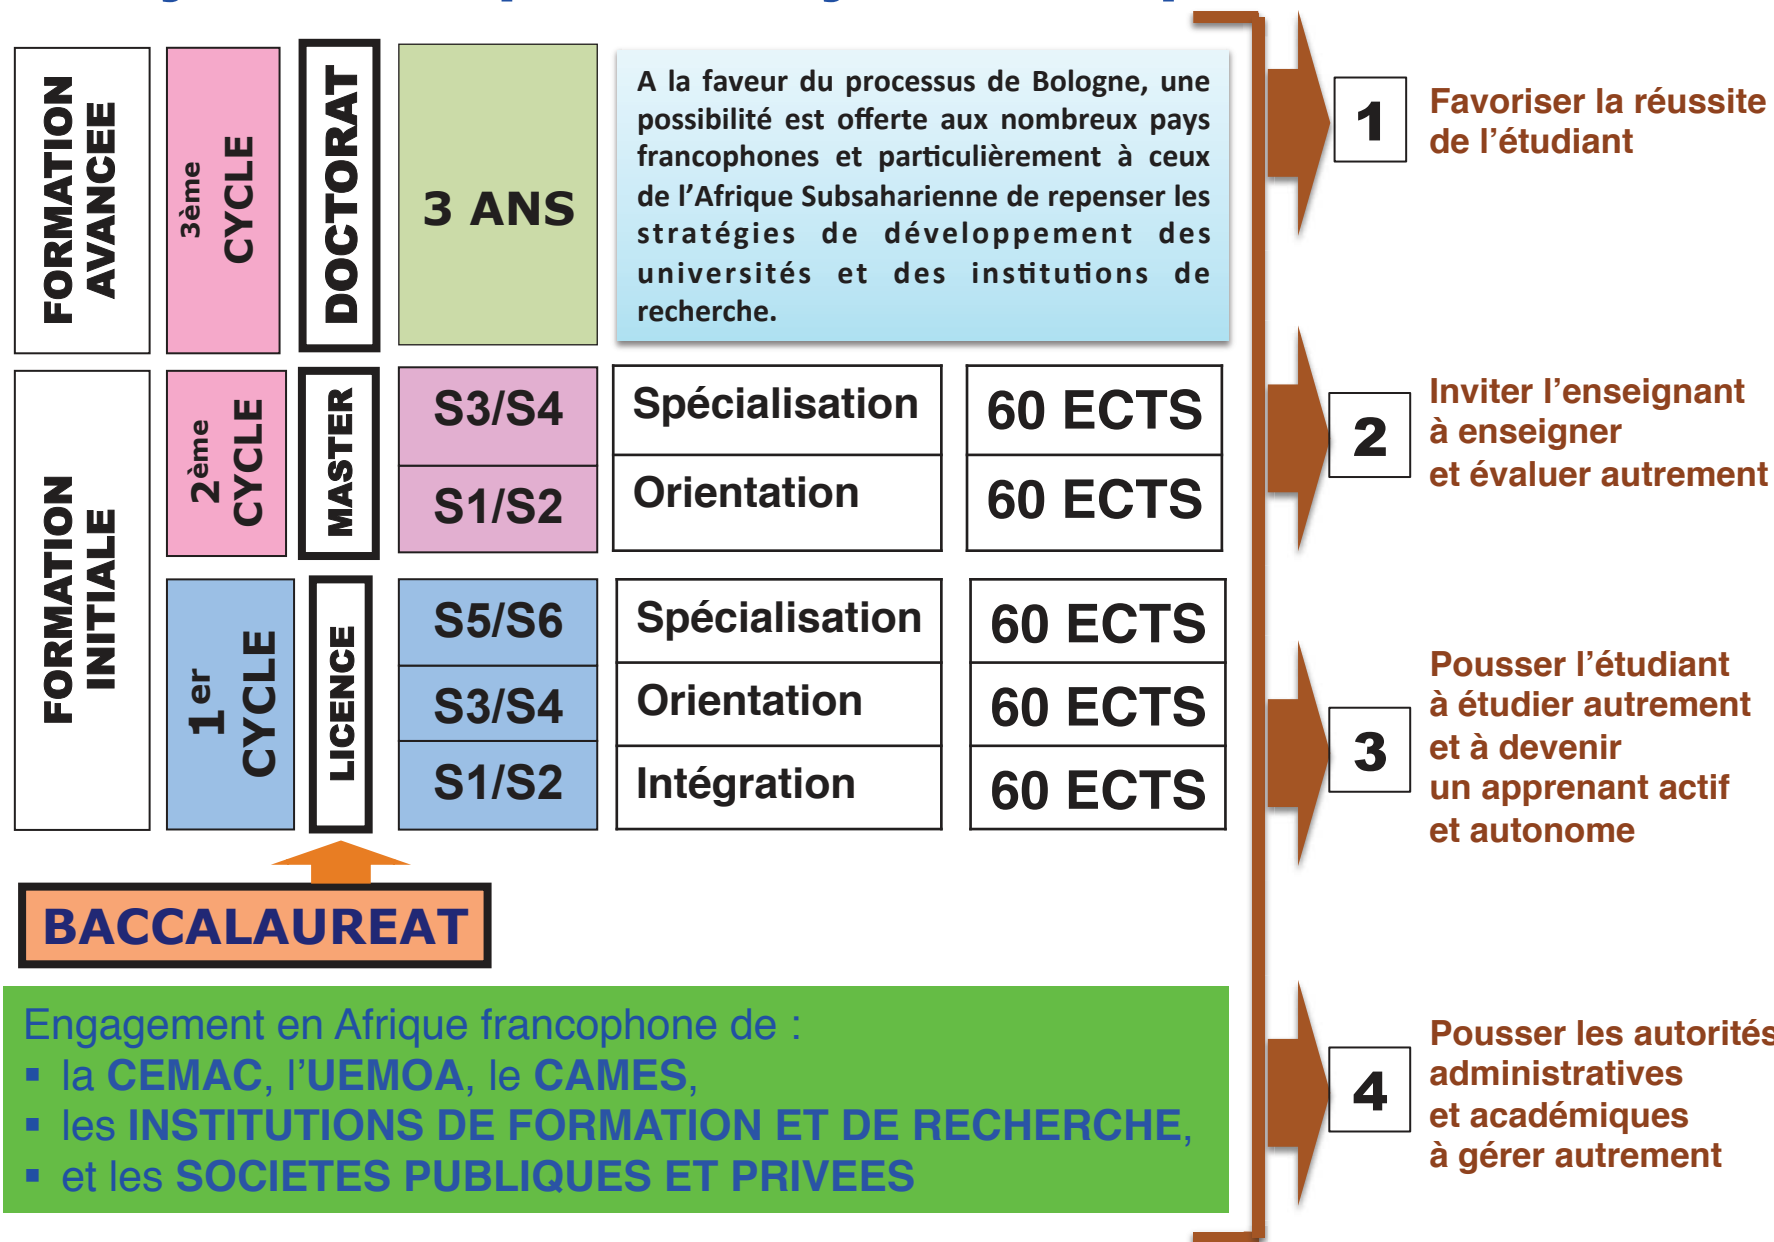 FORMATION
AVANCEE
3ème
CYCLE
DOCTORAT
3 ANS
A la faveur du processus de Bologne, une
possibilité est offerte aux nombreux pays
francophones et particulièrement à ceux
de l’Afrique Subsaharienne de repenser les
stratégies de développement des
universités et des institutions de
recherche.
FORMATION
INITIALE
2ème
CYCLE
MASTER
S3/S4
Spécialisation
60 ECTS
S1/S2
Orientation
60 ECTS
1er
CYCLE
LICENCE
S5/S6
Spécialisation
60 ECTS
S3/S4
Orientation
60 ECTS
S1/S2
Intégration
60 ECTS
BACCALAUREAT
Engagement en Afrique francophone de :
▪ la CEMAC, l’UEMOA, le CAMES,
▪ les INSTITUTIONS DE FORMATION ET DE RECHERCHE,
▪ et les SOCIETES PUBLIQUES ET PRIVEES
1
Favoriser la réussite
de l’étudiant
2
Inviter l’enseignant
à enseigner
et évaluer autrement
3
Pousser l’étudiant
à étudier autrement
et à devenir
un apprenant actif
et autonome
4
Pousser les autorités
administratives
et académiques
à gérer autrement